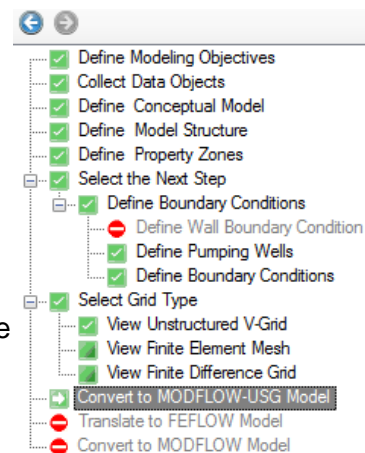 Define Modeling Objectives
Collect Data Objects
Define Conceptual Model
Define Model Structure
Define Property Zones
Select the Next Step
Define Boundary Conditions
Define Wall Boundary Condition
Define Pumping Wells
Define Boundary Conditions
Select Grid Type
View Unstructured V-Grid
e
View Finite Element Mesh
View Finite Difference Grid
Convert to MODFLOW-USG Model
Translate to FEFLOW Model
Convert to MODFLOW Model